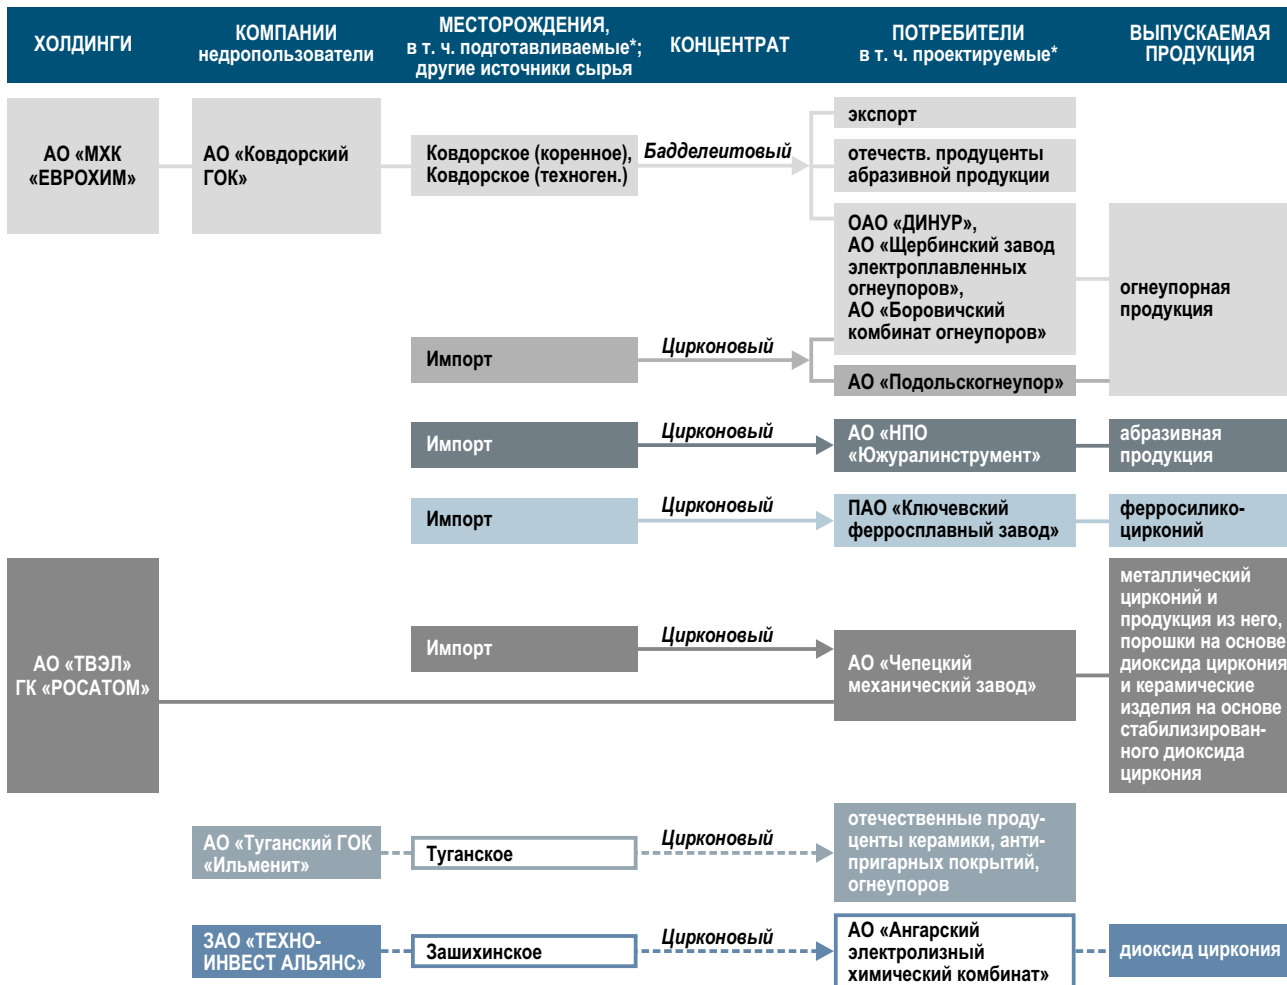 ХОЛДИНГИ
КОМПАНИИ
недропользователи
МЕСТОРОЖДЕНИЯ,
в т. ч. подготавливаемые*;
другие источники сырья
КОНЦЕНТРАТ
ПОТРЕБИТЕЛИ
в т. ч. проектируемые*
ВЫПУСКАЕМАЯ
ПРОДУКЦИЯ
АО «МХК
«ЕВРОХИМ»
АО «Ковдорский
ГОК»
Ковдорское (коренное),
Ковдорское (техноген.)
Бадделеитовый
экспорт
отечеств. продуценты
абразивной продукции
ОАО «ДИНУР»,
АО «Щербинский завод
электроплавленных
огнеупоров»,
АО «Боровичский
комбинат огнеупоров»
огнеупорная
продукция
Импорт
Цирконовый
АО «Подольскогнеупор»
Импорт
Цирконовый
АО «НПО
«Южуралинструмент»
абразивная
продукция
Импорт
Цирконовый
ПАО «Ключевский
ферросплавный завод»
ферросилико-
цирконий
АО «ТВЭЛ»
ГК «РОСАТОМ»
Импорт
Цирконовый
АО «Чепецкий
механический завод»
металлический
цирконий и
продукция из него,
порошки на основе
диоксида циркония
и керамические
изделия на основе
стабилизирован-
ного диоксида
циркония
АО «Туганский ГОК
«Ильменит»
Туганское
Цирконовый
отечественные проду-
центы керамики, анти-
пригарных покрытий,
огнеупоров
ЗАО «ТЕХНО-
ИНВЕСТ АЛЬЯНС»
Зашихинское
Цирконовый
АО «Ангарский
электролизный
химический комбинат»
диоксид циркония